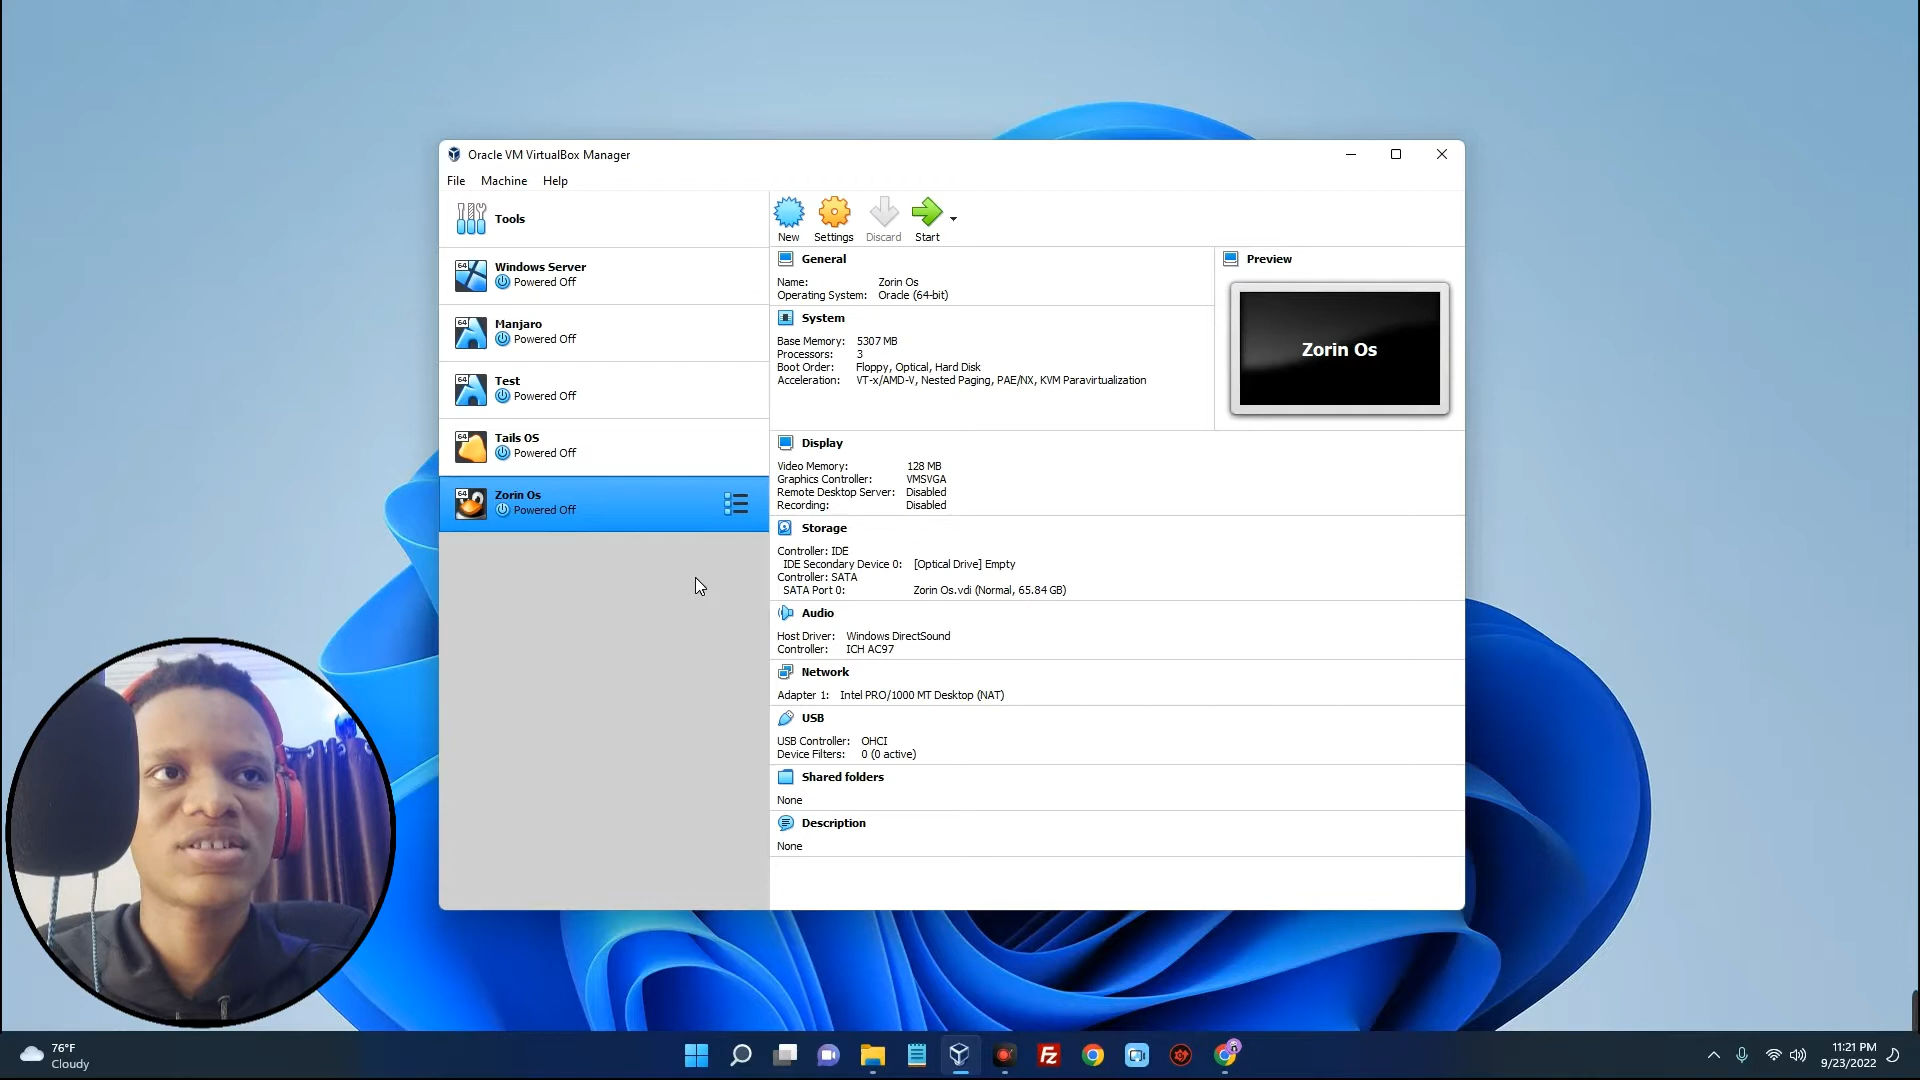 Oracle VM VirtualBox Manager
File Machine Help
Tools
New Settings Discard Start
64 Windows Server
Powered Off
64 Manjaro
Powered Off
64 Test
Powered Off
64 Tails OS
Powered Off
64 Zorin Os
Powered Off
General
Name: Zorin Os
Operating System: Oracle (64-bit)
System
Base Memory: 5307 MB
Processors: 3
Boot Order: Floppy, Optical, Hard Disk
Acceleration: VT-x/AMD-V, Nested Paging, PAE/NX, KVM Paravirtualization
Preview
Zorin Os
Display
Video Memory: 128 MB
Graphics Controller: VMSVGA
Remote Desktop Server: Disabled
Recording: Disabled
Storage
Controller: IDE
IDE Secondary Device 0: [Optical Drive] Empty
Controller: SATA
SATA Port 0: Zorin Os.vdi (Normal, 65.84 GB)
Audio
Host Driver: Windows DirectSound
Controller: ICH AC97
Network
Adapter 1: Intel PRO/1000 MT Desktop (NAT)
USB
USB Controller: OHCI
Device Filters: 0 (0 active)
Shared folders
None
Description
None
76°F
Cloudy
Fz
11:21 PM
9/23/2022